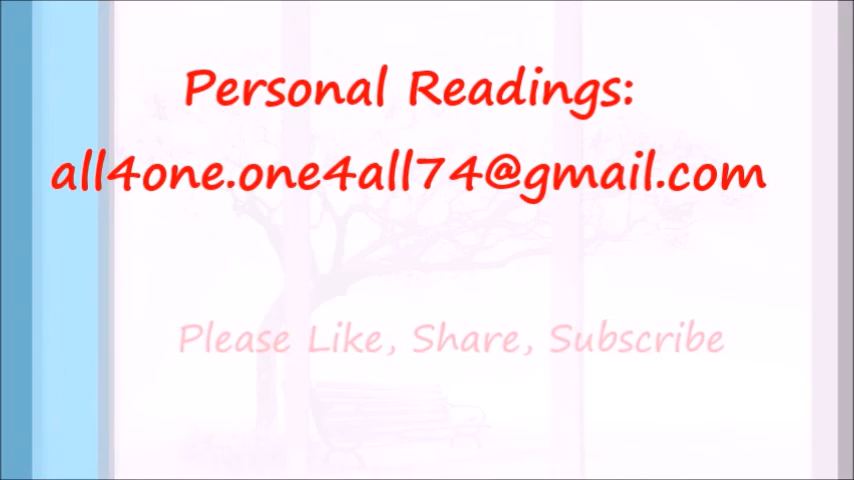 Personal Readings:
all4one.one4all74@gmail.com
Please Like, Share, Subscribe